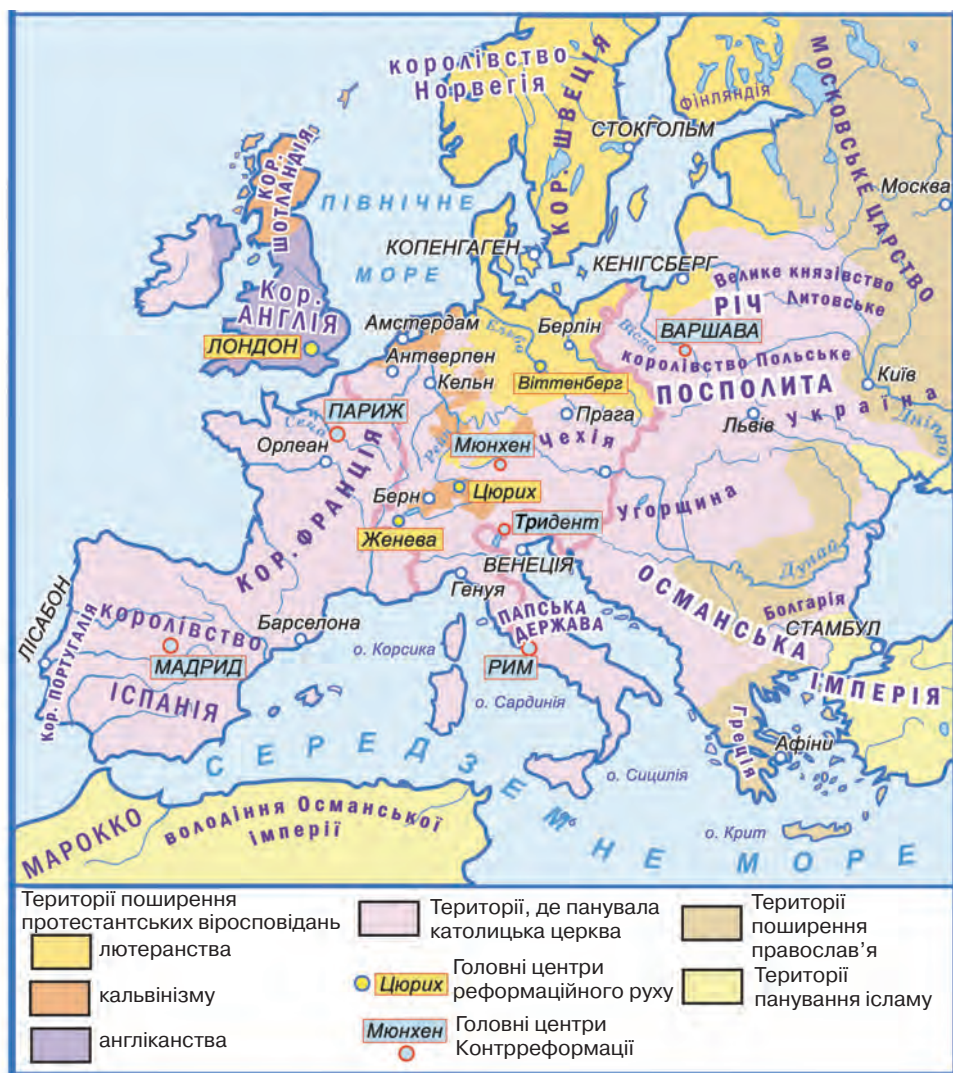 королівство
Норвегія
КОР. ШВЕЦІЯ
Фінляндія
МОСКОВСЬКЕ ЦАРСТВО
СТОКГОЛЬМ
Москва
КОР.
ШОТЛАНДІЯ
ПІВНІЧНЕ
МОРЕ
КОПЕНГАГЕН
КЕНІГСБЕРГ
Кор.
АНГЛІЯ
ЛОНДОН
Амстердам
Антверпен
Кельн
Ельба
Берлін
Віттенберг
Вісла
Велике князівство
Литовське
РІЧ
ВАРШАВА
королівство Польське
ПОСПОЛИТА
Київ
Україна
Дніпро
Львів
ПАРИЖ
Сена
Орлеан
Рейн
Прага
Чехія
Мюнхен
Берн
Цюрих
Женева
Тридент
Угорщина
КОР. ФРАНЦІЯ
ВЕНЕЦІЯ
Генуя
Дунай
ОСМАНСЬКА
ІМПЕРІЯ
Болгарія
СТАМБУЛ
ЛІСАБОН
Кор. ПОРТУГАЛІЯ
КОРОЛІВСТВО
ІСПАНІЯ
МАДРИД
Барселона
о. Корсика
ПАПСЬКА
ДЕРЖАВА
РИМ
о. Сардинія
Греція
Афіни
о. Сицилія
о. Крит
СЕРЕДЗЕМНЕ МОРЕ
МАРОККО
володіння Османської
імперії
Території поширення
протестантських віросповідань
лютеранства
кальвінізму
англіканства
Території, де панувала
католицька церква
Цюрих
Головні центри
реформаційного руху
Мюнхен
Головні центри
Контрреформації
Території
поширення
православ’я
Території
панування ісламу